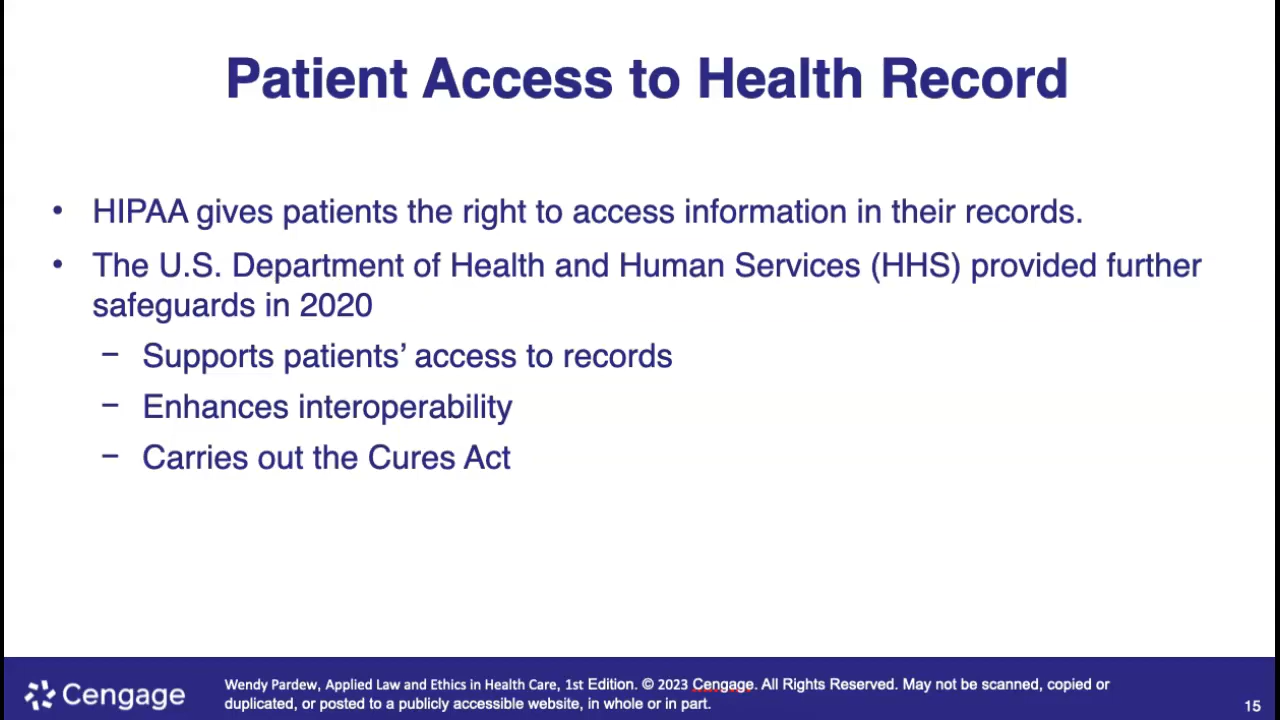 Patient Access to Health Record
• HIPAA gives patients the right to access information in their records.
• The U.S. Department of Health and Human Services (HHS) provided further
safeguards in 2020
– Supports patients’ access to records
– Enhances interoperability
– Carries out the Cures Act
Cengage
Wendy Pardew, Applied Law and Ethics in Health Care, 1st Edition. © 2023 Cengage. All Rights Reserved. May not be scanned, copied or
duplicated, or posted to a publicly accessible website, in whole or in part.
15